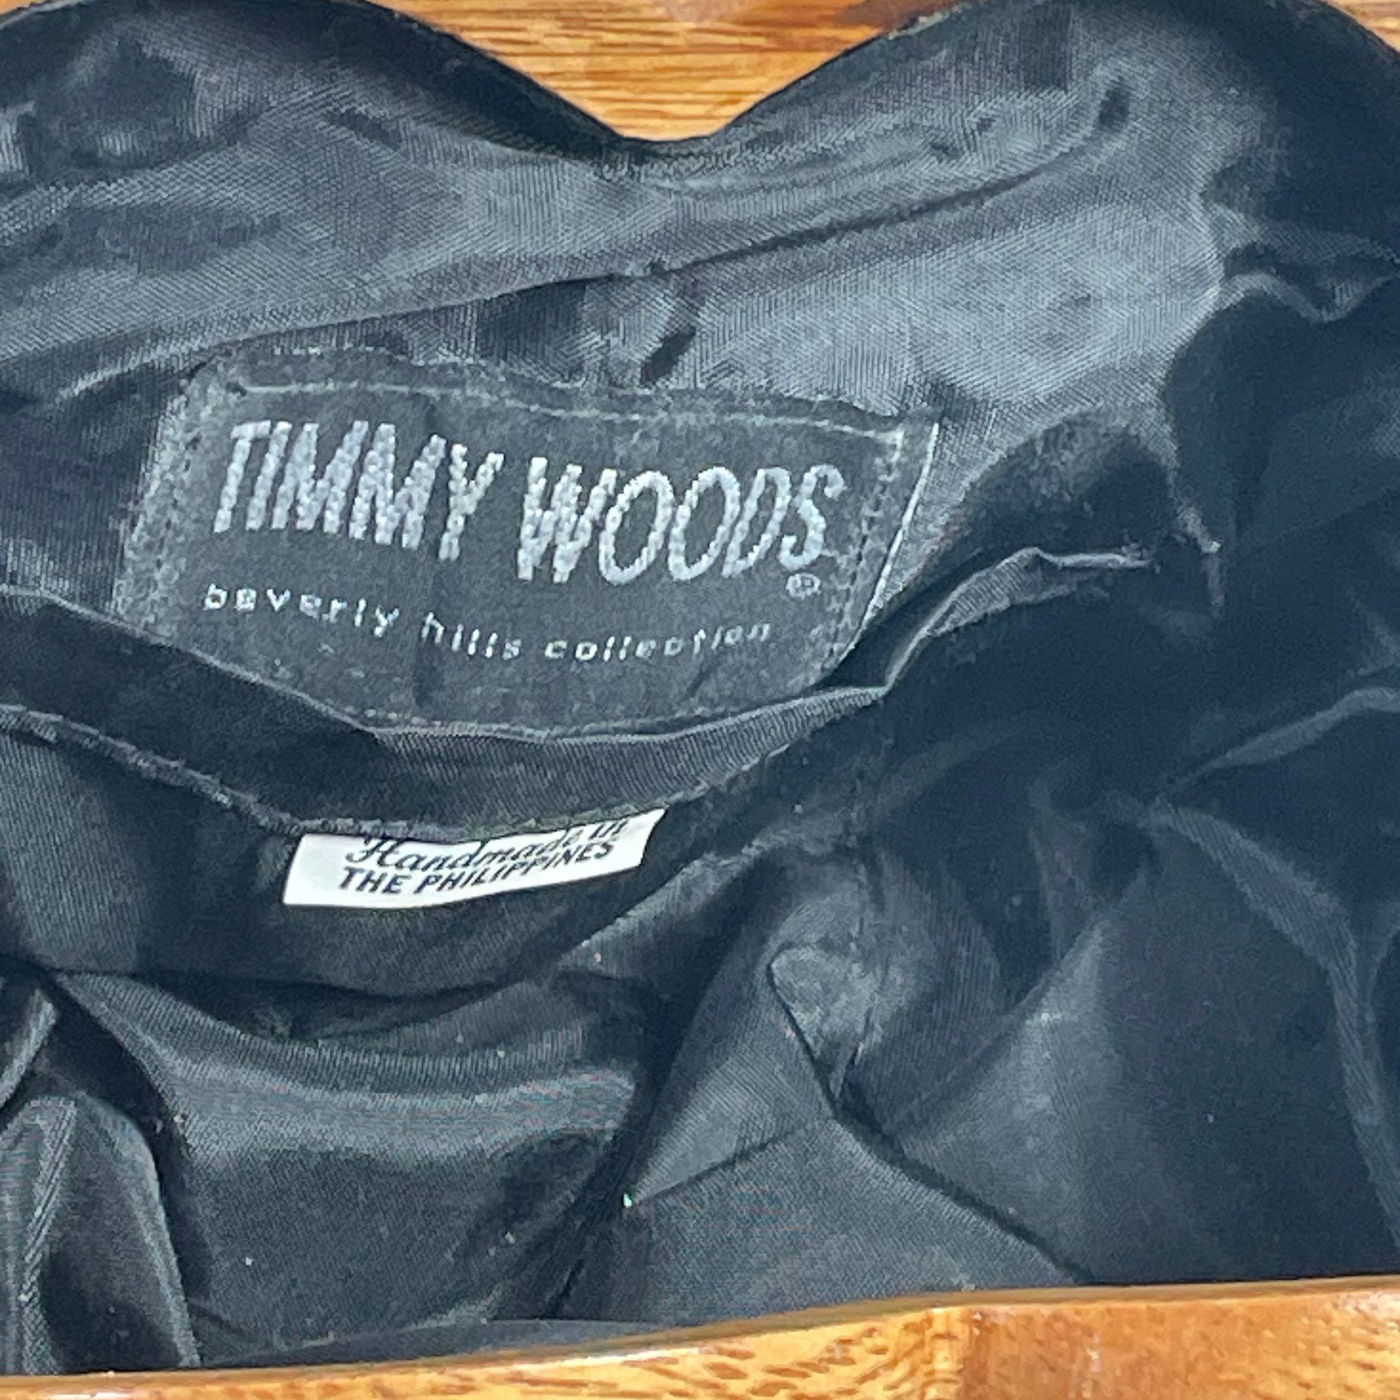 TIMMY WOODS®
beverly hills collection
Handmade in
THE PHILIPPINES